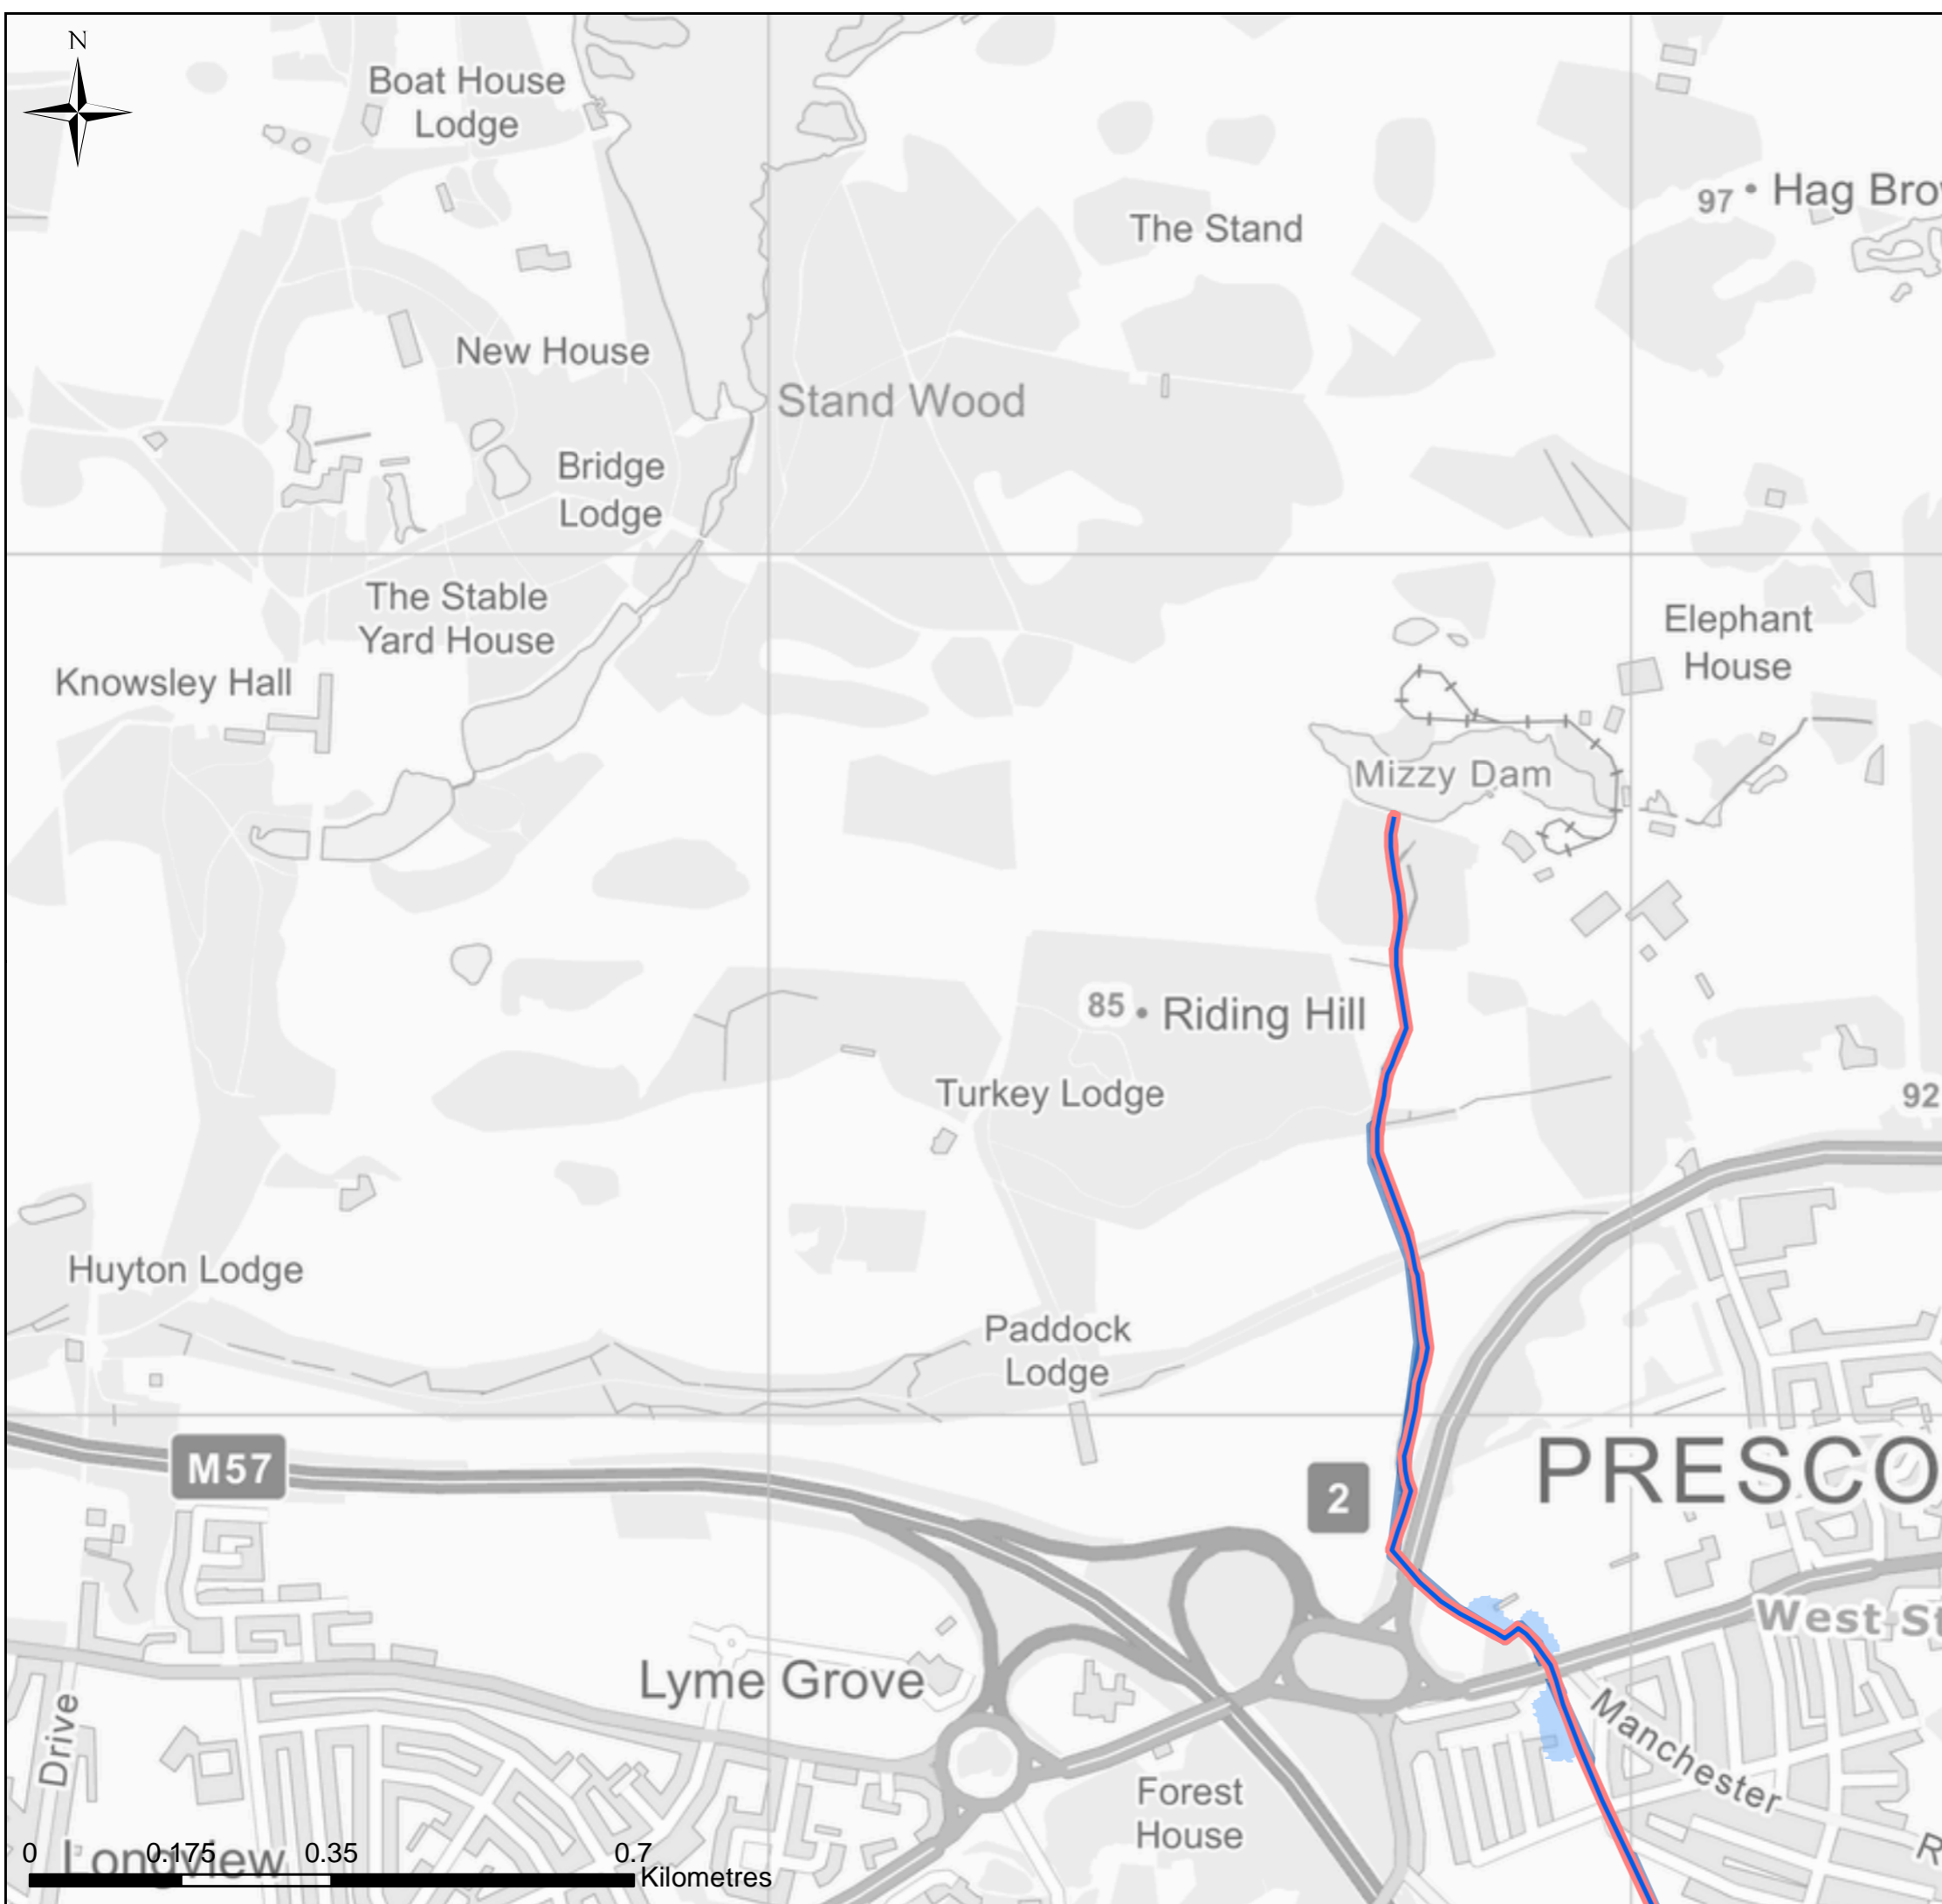 N
Boat House
Lodge
97
Hag Bro
The Stand
New House
Stand Wood
Bridge
Lodge
The Stable
Yard House
Elephant
House
Knowsley Hall
Mizzy Dam
85
Riding Hill
Turkey Lodge
92
Huyton Lodge
Paddock
Lodge
M57
2
PRESCO
West St
Lyme Grove
Manchester
Drive
Forest
House
R
Longview
0 0.175 0.35 0.7
Kilometres